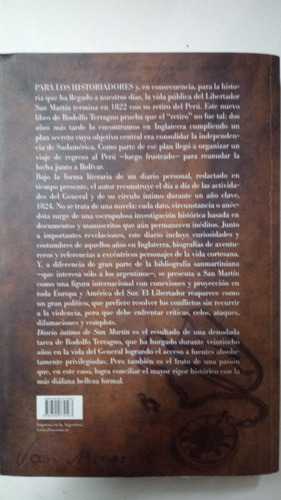 PARA LOS HISTORIADORES y, en consecuencia, para la histo-
ria que ha llegado a nuestros días, la vida pública del Libertador
San Martín termina en 1822 con su retiro del Perú. Este nuevo
libro de Rodolfo Terragno prueba que el “retiro” no fue tal: dos
años más tarde lo encontramos en Inglaterra cumpliendo un
plan secreto cuyo objetivo central era consolidar la independen-
cia de Sudamérica. Como parte de ese plan llegó a organizar un
viaje de regreso al Perú –luego frustrado– para reanudar la
lucha junto a Bolívar.
Bajo la forma literaria de un diario personal, redactado en
tiempo presente, el autor reconstruye el día a día de las activida-
des del General y de su círculo íntimo durante un año clave,
1824. No se trata de una novela: cada dato, circunstancia o anéc-
dota surge de una escrupulosa investigación histórica basada en
documentos y manuscritos que aún permanecen inéditos. Junto
a importantes revelaciones, este diario incluye curiosidades y
costumbres de aquellos años en Inglaterra, biografías de aventu-
reros y referencias a excéntricos personajes de la vida cortesana.
Y, a diferencia de gran parte de la bibliografía sanmartiniana
–que interesa sólo a los argentinos–, se presenta a San Martín
como una figura internacional con conexiones y proyección en
toda Europa y América del Sur. El Libertador reaparece como
un gran político, que prefiere resolver los conflictos sin recurrir
a la violencia, pero que debe enfrentar críticas, celos, ataques,
difamaciones y complots.
Diario íntimo de San Martín es el resultado de una denodada
tarea de Rodolfo Terragno, que ha hurgado durante veintiocho
años en la vida del General logrando el acceso a fuentes absolu-
tamente privilegiadas. Pero también es el fruto de una pasión que,
en este caso, logra conciliar el mayor rigor histórico con la
más diáfana belleza formal.
Impreso en la Argentina